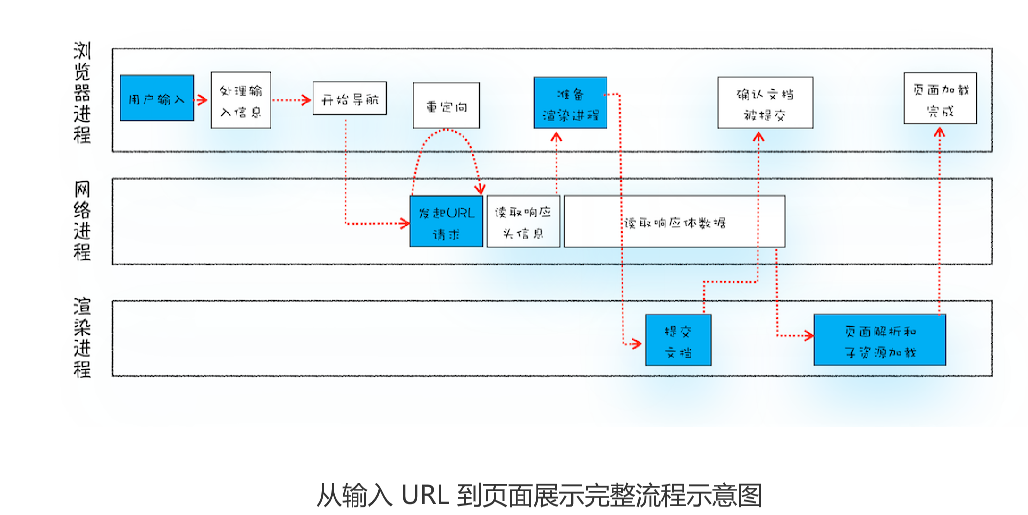 浏览器进程
用户输入
处理输
入信息
开始导航
重定向
准备
渲染进程
确认文档
被提交
页面加载
完成
网络进程
发起URL
请求
读取响应
头信息
读取响应体数据
渲染进程
提交
文档
页面解析和
子资源加载
从输入 URL 到页面展示完整流程示意图